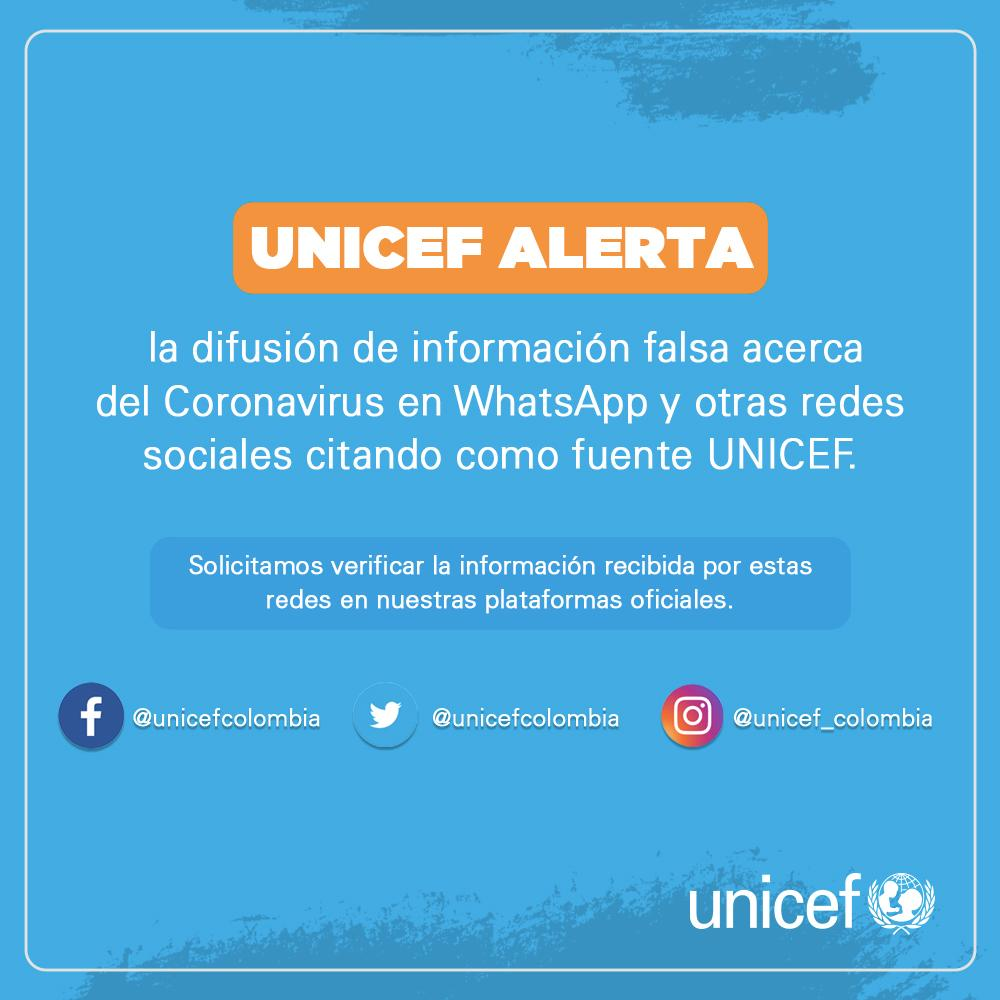 UNICEF ALERTA
la difusión de información falsa acerca
del Coronavirus en WhatsApp y otras redes
sociales citando como fuente UNICEF.
Solicitamos verificar la información recibida por estas
redes en nuestras plataformas oficiales.
@unicefcolombia @unicefcolombia @unicef_colombia
unicef